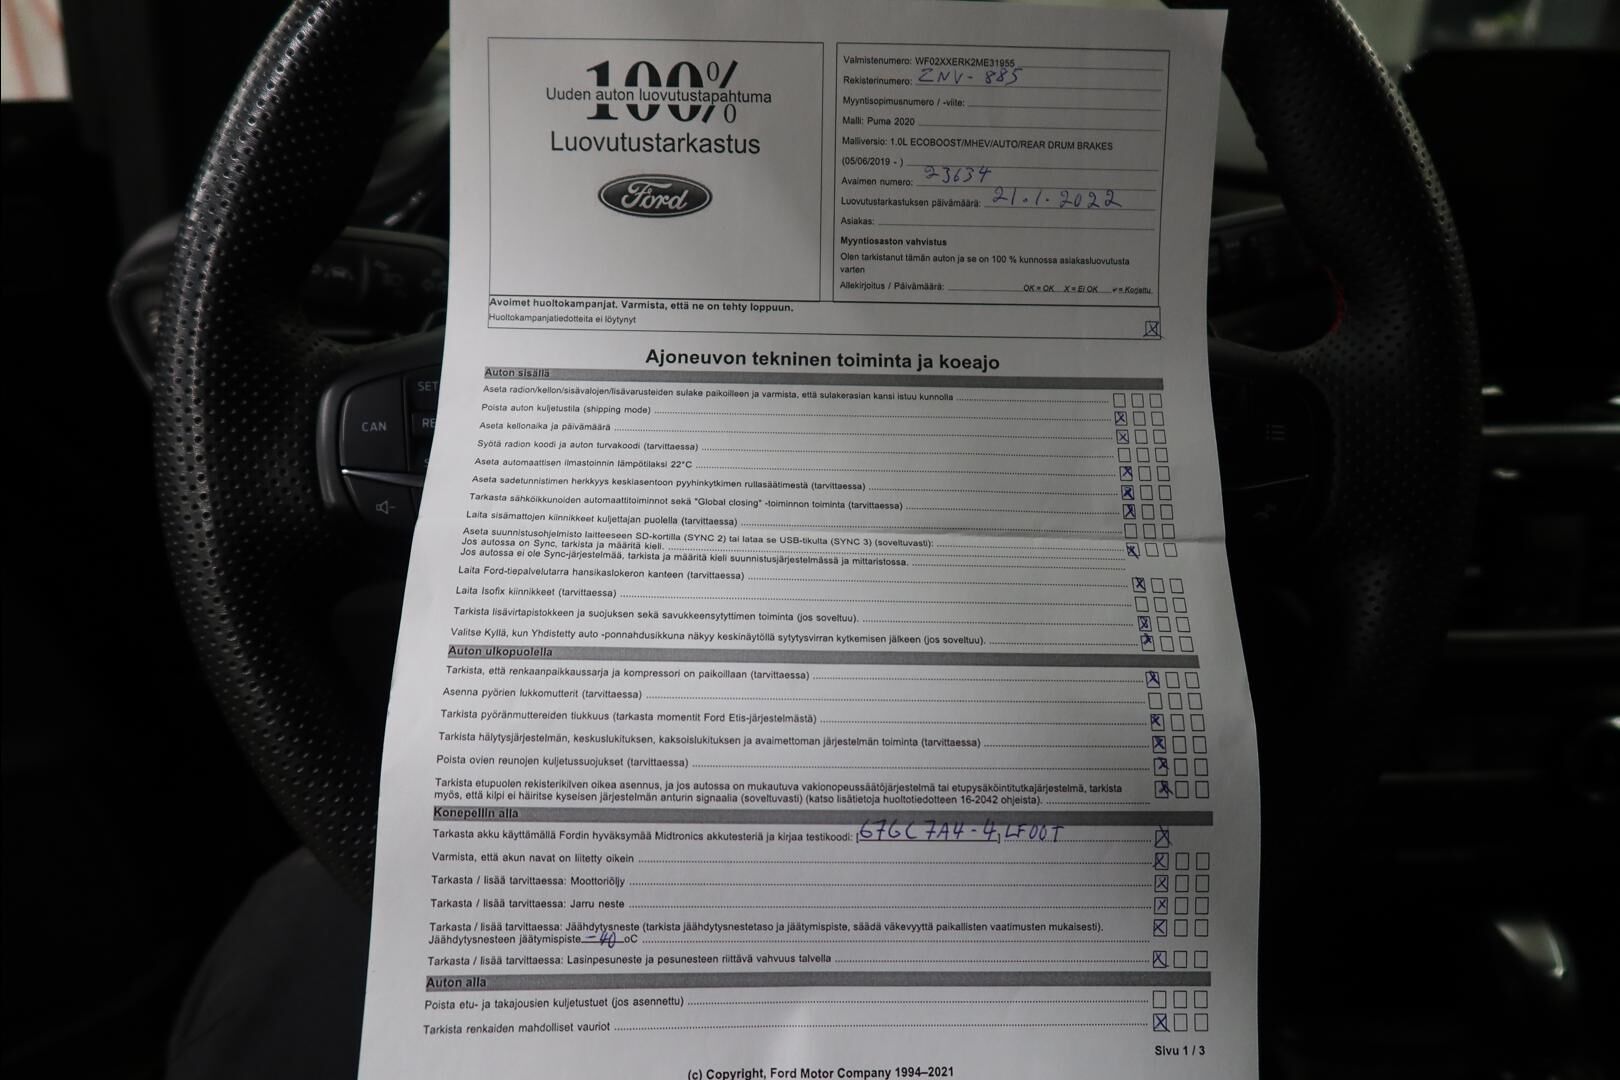 100%
Uuden auton luovutustapahtuma
Luovutustarkastus
Ford
Valmistenumero: WF02XXERK2ME31955
Rekisterinumero: ZNV-885
Myyntisopimusnumero / -viite:
Malli: Puma 2020
Malliversio: 1.0L ECOBOOST/MHEV/AUTO/REAR DRUM BRAKES
(05/06/2019 - )
Avaimen numero: 23634
Luovutustarkastuksen päivämäärä: 21.1.2022
Asiakas:
Myyntiosaston vahvistus
Olen tarkistanut tämän auton ja se on 100 % kunnossa asiakasluovutusta
varten
Allekirjoitus / Päivämäärä: OK = OK X = Ei OK ✔ = Korjattu
Avoimet huoltokampanjat. Varmista, että ne on tehty loppuun.
Huoltokampanjatiedotteita ei löytynyt
Ajoneuvon tekninen toiminta ja koeajo
Auton sisällä
Aseta radion/kellon/sisävalojen/lisävarusteiden sulake paikoilleen ja varmista, että sulakerasian kansi istuu kunnolla
Poista auton kuljetustila (shipping mode)
Aseta kellonaika ja päivämäärä
Syötä radion koodi ja auton turvakoodi (tarvittaessa)
Aseta automaattisen ilmastoinnin lämpötilaksi 22°C
Aseta sadetunnistimen herkkyys keskiasentoon pyyhinkytkimen rullasäätimestä (tarvittaessa)
Tarkasta sähköikkunoiden automaattitoiminnot sekä "Global closing" -toiminnon toiminta (tarvittaessa)
Laita sisämattojen kiinnikkeet kuljettajan puolella (tarvittaessa)
Aseta suunnistusohjelmisto laitteeseen SD-kortilla (SYNC 2) tai lataa se USB-tikulta (SYNC 3) (soveltuvasti):
Jos autossa on Sync, tarkista ja määritä kieli.
Jos autossa ei ole Sync-järjestelmää, tarkista ja määritä kieli suunnistusjärjestelmässä ja mittaristossa.
Laita Ford-tiepalvelutarra hansikaslokeron kanteen (tarvittaessa)
Laita Isofix kiinnikkeet (tarvittaessa)
Tarkista lisävirtapistokkeen ja suojuksen sekä savukkeensytyttimen toiminta (jos soveltuu).
Valitse Kyllä, kun Yhdistetty auto -ponnahdusikkuna näkyy keskinäytöllä sytytysvirran kytkemisen jälkeen (jos soveltuu).
Auton ulkopuolella
Tarkista, että renkaanpaikkaussarja ja kompressori on paikoillaan (tarvittaessa)
Asenna pyörien lukkomutterit (tarvittaessa)
Tarkista pyöränmuttereiden tiukkuus (tarkasta momentit Ford Etis-järjestelmästä)
Tarkista hälytysjärjestelmän, keskuslukituksen, kaksoislukituksen ja avaimettoman järjestelmän toiminta (tarvittaessa)
Poista ovien reunojen kuljetussuojukset (tarvittaessa)
Tarkista etupuolen rekisterikilven oikea asennus, ja jos autossa on mukautuva vakionopeussäätöjärjestelmä tai etupysäköintitutkajärjestelmä, tarkista
myös, että kilpi ei häiritse kyseisen järjestelmän anturin signaalia (soveltuvasti) (katso lisätietoja huoltotiedotteen 16-2042 ohjeista).
Konepellin alla
Tarkasta akku käyttämällä Fordin hyväksymää Midtronics akkutesteriä ja kirjaa testikoodi: [676C7A4-4] LF00T
Varmista, että akun navat on liitetty oikein
Tarkasta / lisää tarvittaessa: Moottoriöljy
Tarkasta / lisää tarvittaessa: Jarru neste
Tarkasta / lisää tarvittaessa: Jäähdytysneste (tarkista jäähdytysnestetaso ja jäätymispiste, säädä väkevyyttä paikallisten vaatimusten mukaisesti).
Jäähdytysnesteen jäätymispiste -40 oC
Tarkasta / lisää tarvittaessa: Lasinpesuneste ja pesunesteen riittävä vahvuus talvella
Auton alla
Poista etu- ja takajousien kuljetustuet (jos asennettu)
Tarkista renkaiden mahdolliset vauriot
Sivu 1 / 3
(c) Copyright, Ford Motor Company 1994–2021
SET
CAN
RE